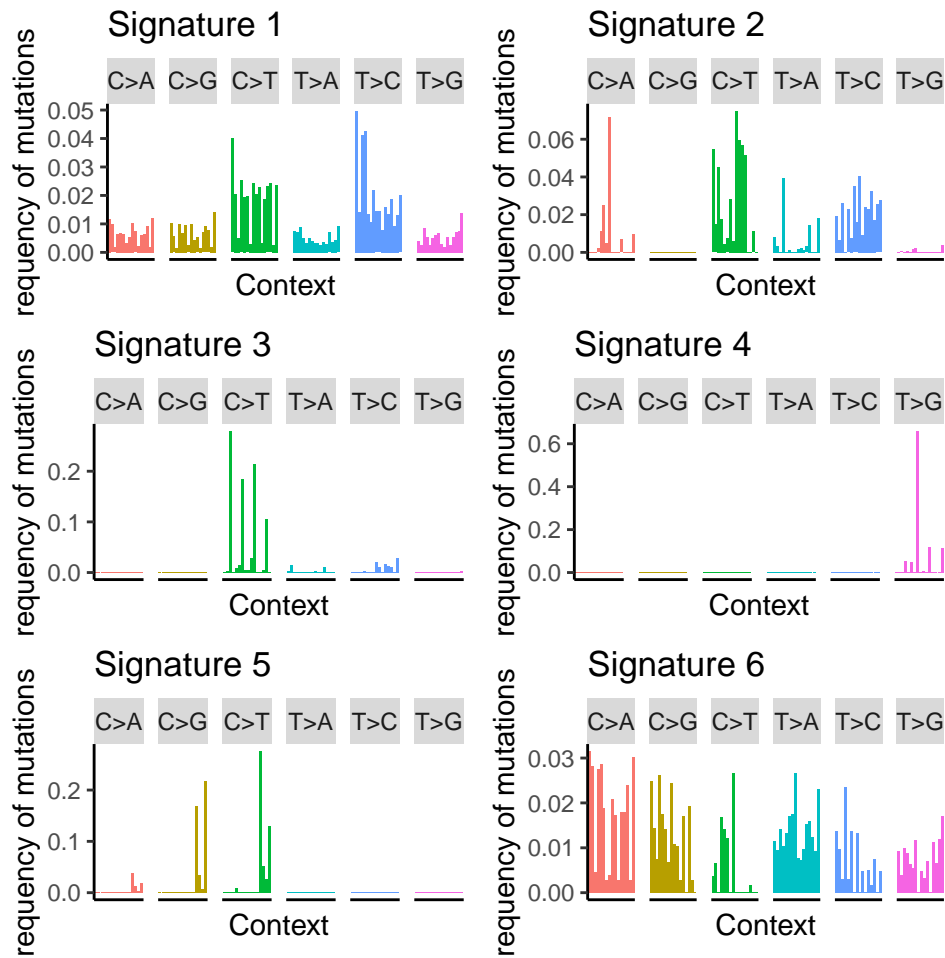 Signature 1
C>A C>G C>T T>A T>C T>G
requency of mutations
0.05
0.04
0.03
0.02
0.01
0.00
Context
Signature 2
C>A C>G C>T T>A T>C T>G
requency of mutations
0.06
0.04
0.02
0.00
Context
Signature 3
C>A C>G C>T T>A T>C T>G
requency of mutations
0.2
0.1
0.0
Context
Signature 4
C>A C>G C>T T>A T>C T>G
requency of mutations
0.6
0.4
0.2
0.0
Context
Signature 5
C>A C>G C>T T>A T>C T>G
requency of mutations
0.2
0.1
0.0
Context
Signature 6
C>A C>G C>T T>A T>C T>G
requency of mutations
0.03
0.02
0.01
0.00
Context